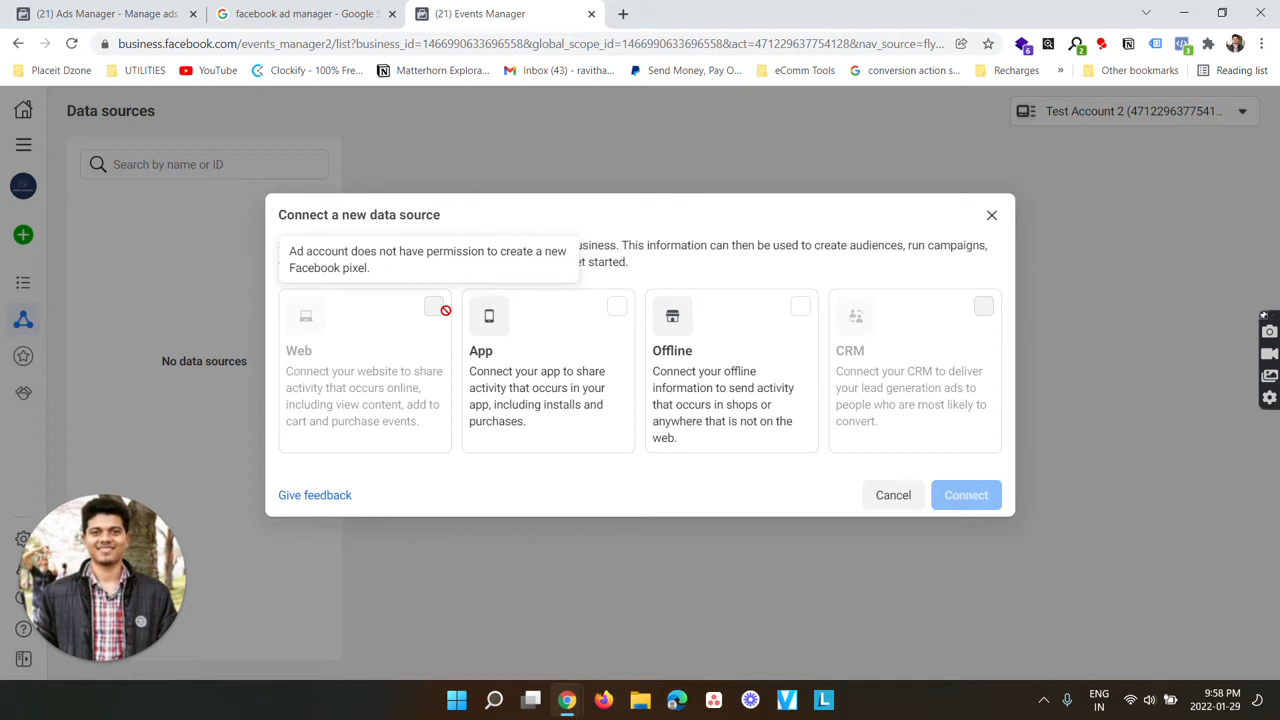 (21) Ads Manager - Manage ads
facebook ad manager - Google S
(21) Events Manager
business.facebook.com/events_manager2/list?business_id=1466990633696558&global_scope_id=1466990633696558&act=471229637754128&nav_source=fly...
6
2
3
Placeit Dzone
UTILITIES
YouTube
Clockify - 100% Fre...
Matterhorn Explora...
Inbox (43) - ravitha...
Send Money, Pay O...
eComm Tools
conversion action s...
Recharges
»
Other bookmarks
Reading list
Data sources
Test Account 2 (4712296377541...
Search by name or ID
No data sources
Connect a new data source
Ad account does not have permission to create a new
Facebook pixel.
usiness. This information can then be used to create audiences, run campaigns,
et started.
Web
Connect your website to share
activity that occurs online,
including view content, add to
cart and purchase events.
App
Connect your app to share
activity that occurs in your
app, including installs and
purchases.
Offline
Connect your offline
information to send activity
that occurs in shops or
anywhere that is not on the
web.
CRM
Connect your CRM to deliver
your lead generation ads to
people who are most likely to
convert.
Give feedback
Cancel
Connect
ENG
IN
9:58 PM
2022-01-29